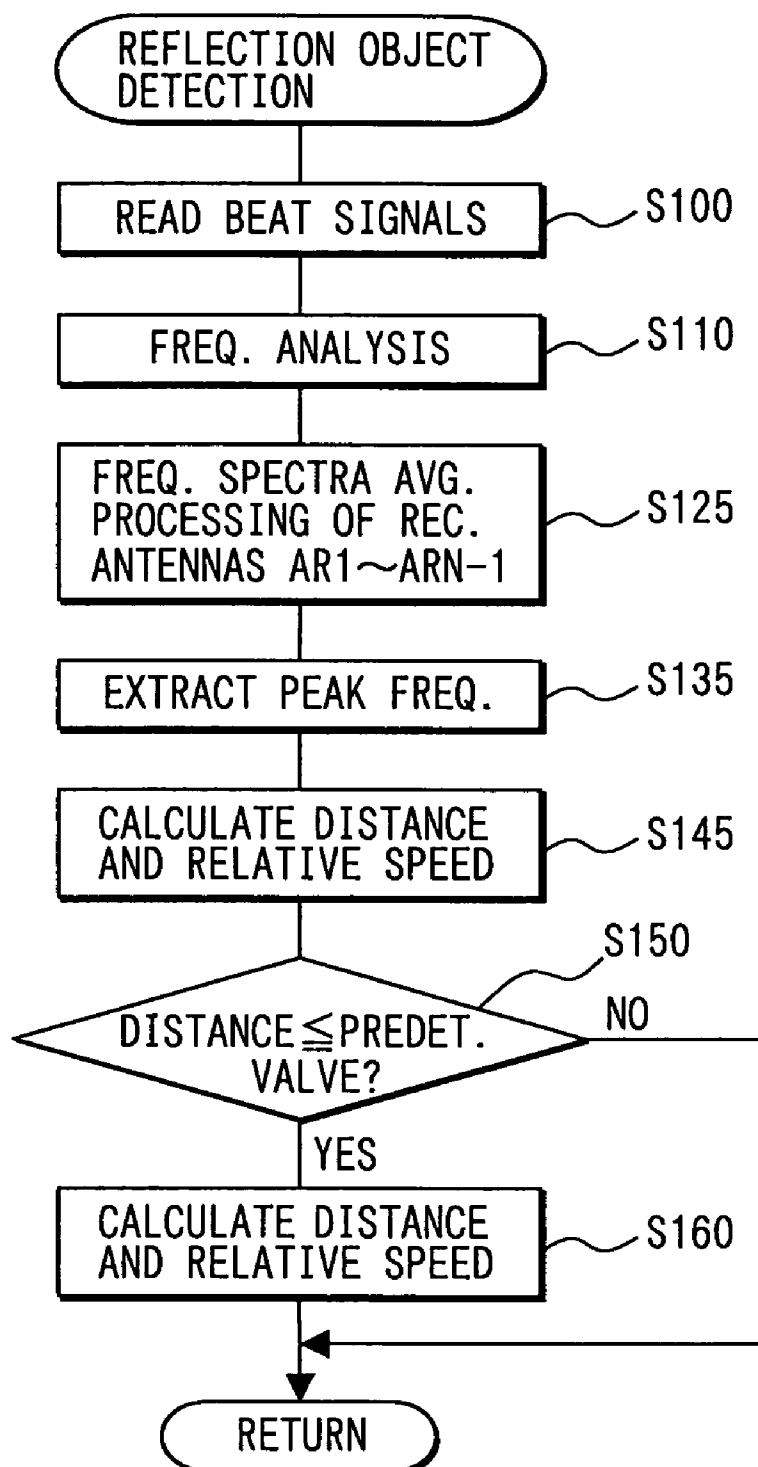 REFLECTION OBJECT
DETECTION
READ BEAT SIGNALS
S100
FREQ. ANALYSIS
S110
FREQ. SPECTRA AVG.
PROCESSING OF REC.
ANTENNAS AR1~ARN-1
S125
EXTRACT PEAK FREQ.
S135
CALCULATE DISTANCE
AND RELATIVE SPEED
S145
S150
DISTANCE≦PREDET.
VALVE?
NO
YES
CALCULATE DISTANCE
AND RELATIVE SPEED
S160
RETURN